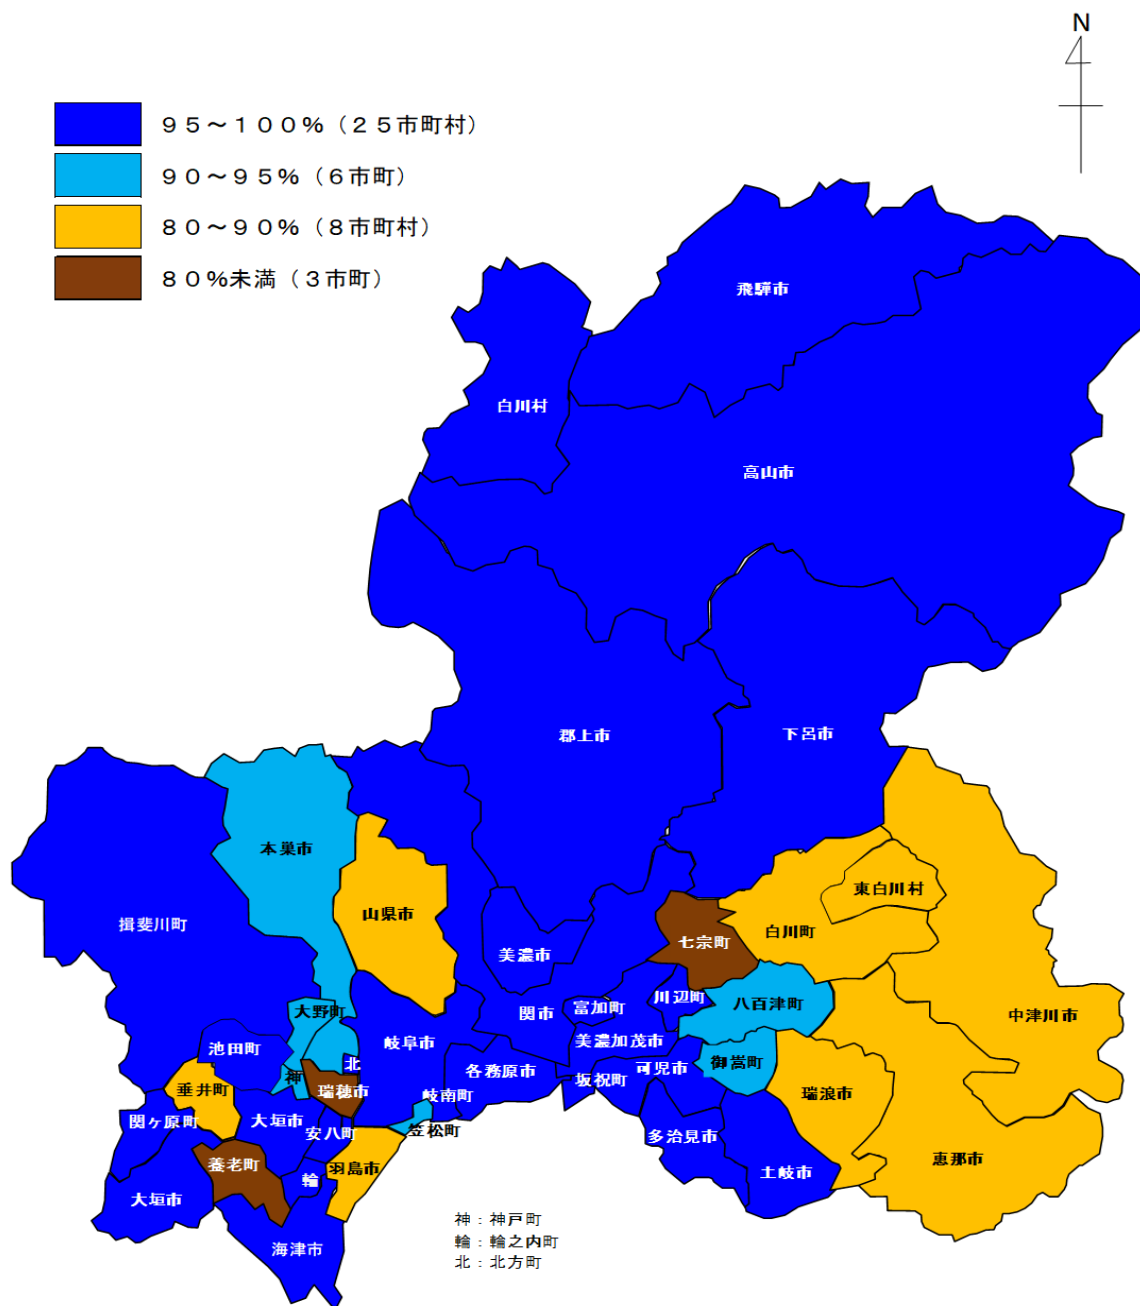 N
９５～１００％（２５市町村）
９０～９５％（６市町）
８０～９０％（８市町村）
８０％未満（３市町）
飛騨市
白川村
高山市
郡上市
下呂市
本巣市
山県市
東白川村
揖斐川町
七宗町
白川町
美濃市
関市
富加町
川辺町
八百津町
中津川市
大野町
池田町
岐阜市
美濃加茂市
北
神
各務原市
坂祝町
可児市
御嵩町
垂井町
瑞穂市
岐南町
瑞浪市
関ヶ原町
大垣市
安八町
笠松町
多治見市
恵那市
養老町
輪
羽島市
土岐市
大垣市
海津市
神：神戸町
輪：輪之内町
北：北方町